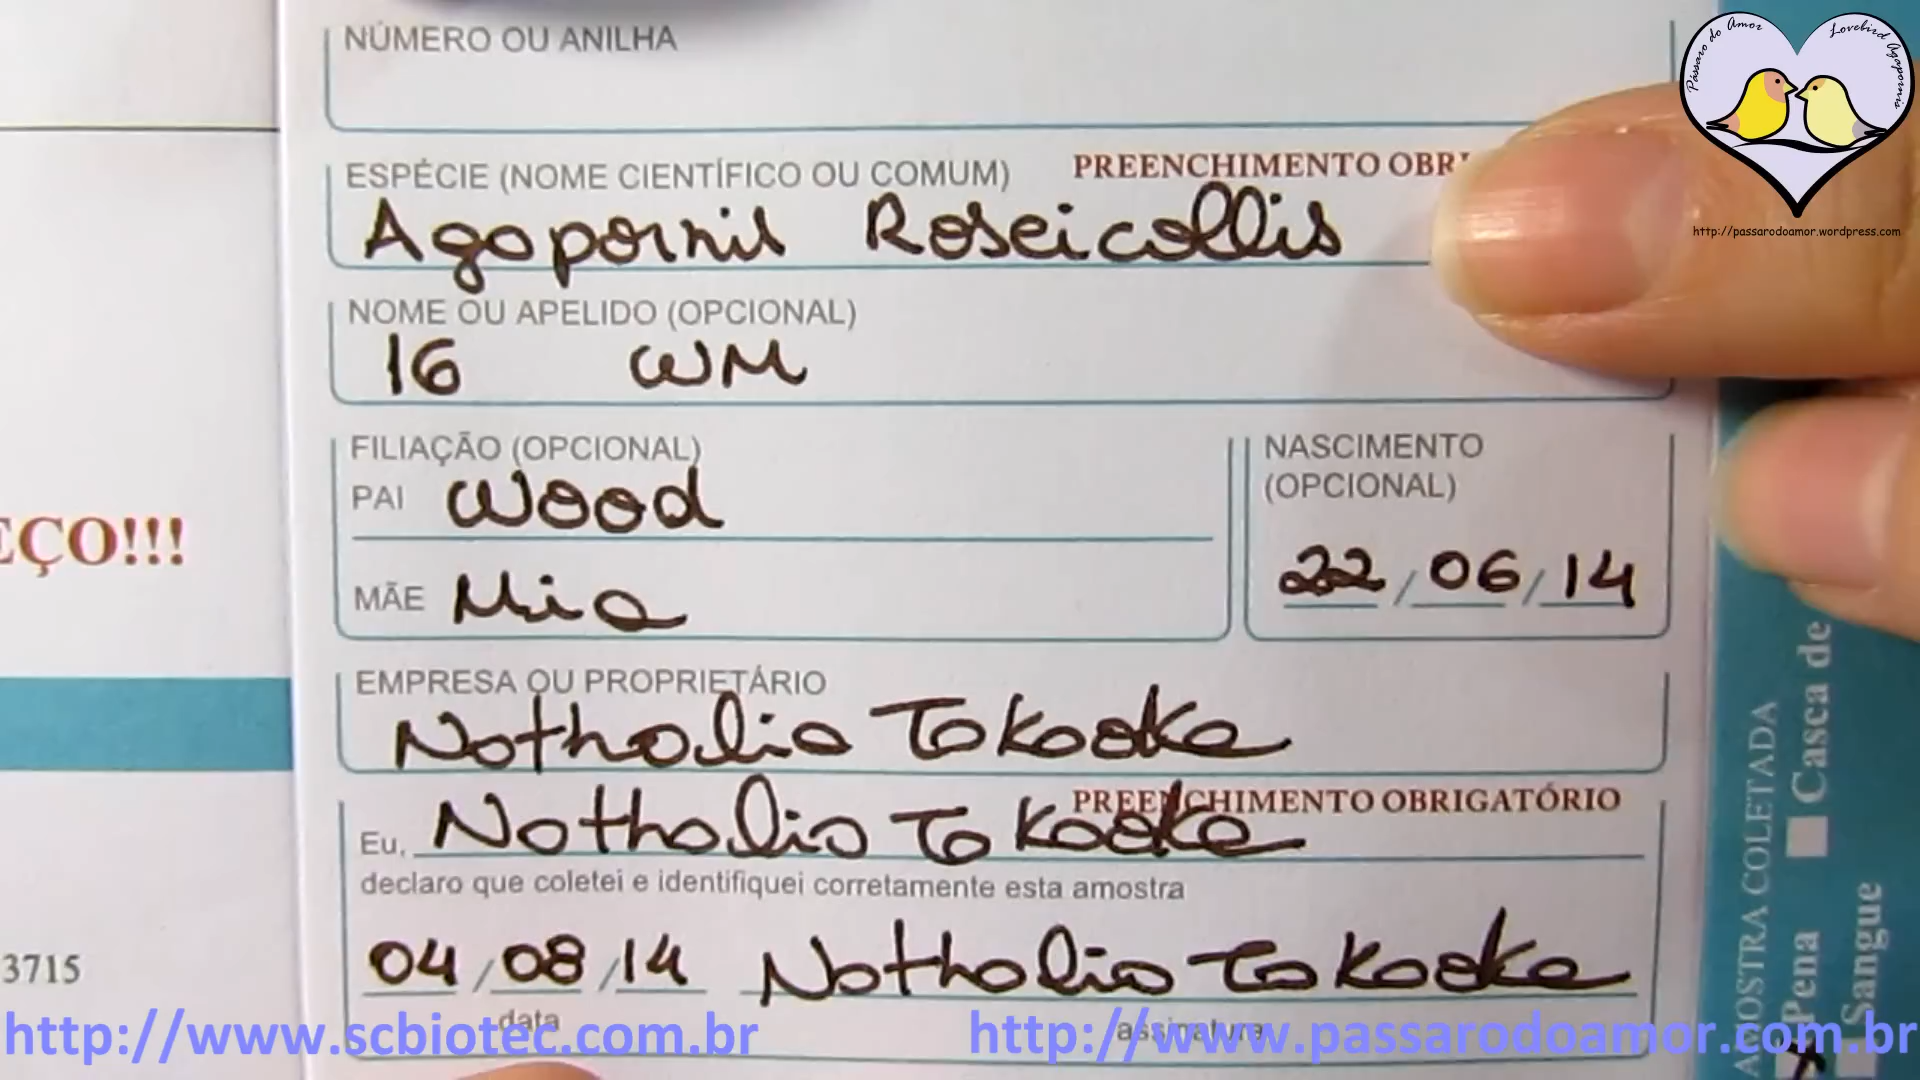 NÚMERO OU ANILHA
ESPÉCIE (NOME CIENTÍFICO OU COMUM) PREENCHIMENTO OBRI
Agapornis Roseicollis
NOME OU APELIDO (OPCIONAL)
16 WM
FILIAÇÃO (OPCIONAL)
PAI Wood
MÃE Mia
NASCIMENTO
(OPCIONAL)
22/06/14
EMPRESA OU PROPRIETÁRIO
Nathalia Takaoka
PREENCHIMENTO OBRIGATÓRIO
Eu, Nathalia Takaoka
declaro que coletei e identifiquei corretamente esta amostra
04/08/14 Nathalia Takaoka
data assinatura
EÇO!!!
3715
AMOSTRA COLETADA
Pena Casca de
Sangue
Pássaro do Amor Lovebird Agapornis
http://passarodoamor.wordpress.com
http://www.scbiotec.com.br http://www.passarodoamor.com.br